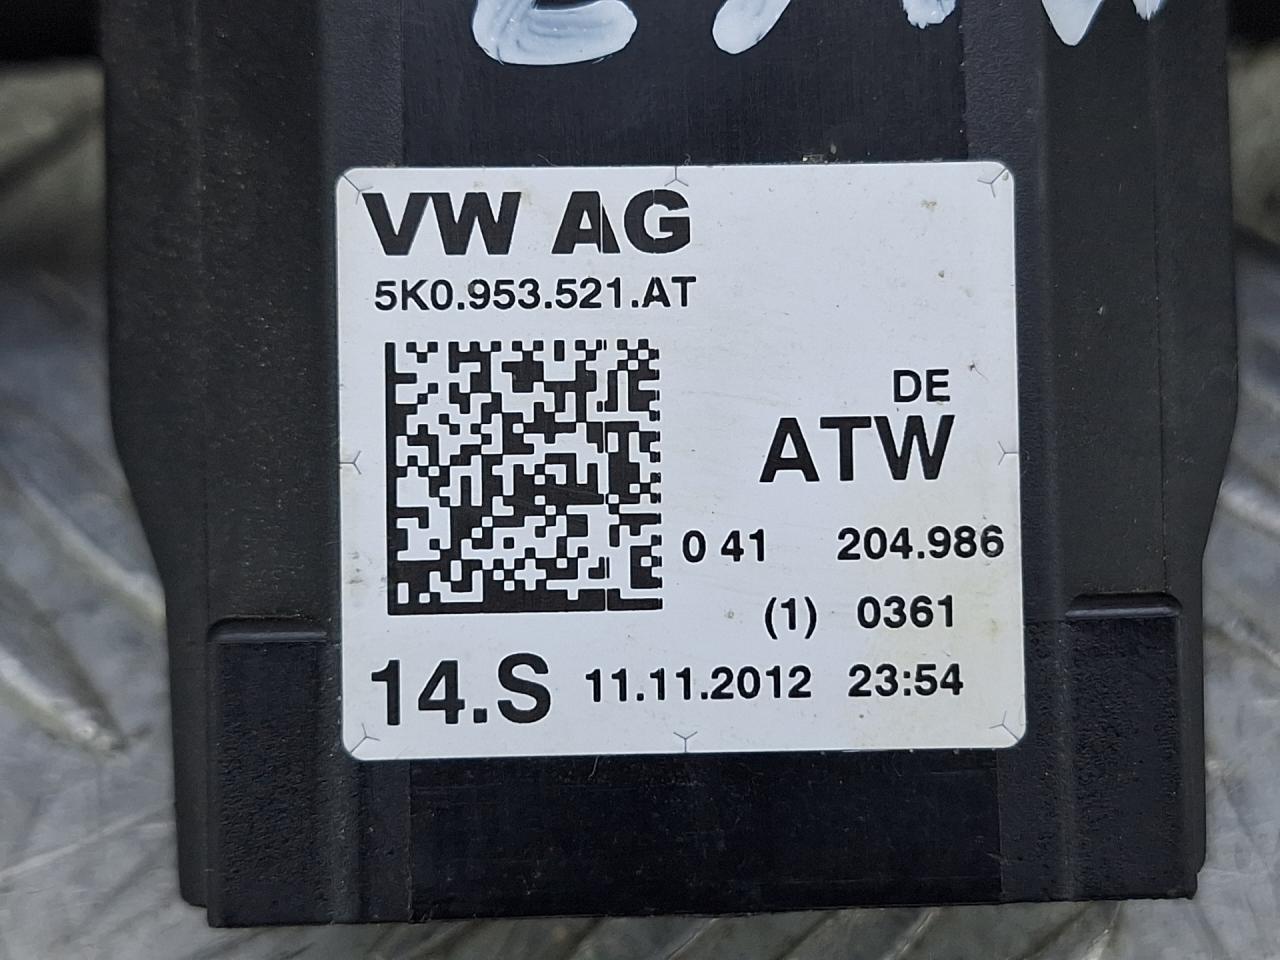 VW AG
5K0.953.521.AT
DE
ATW
0 41 204.986
(1) 0361
14.S 11.11.2012 23:54